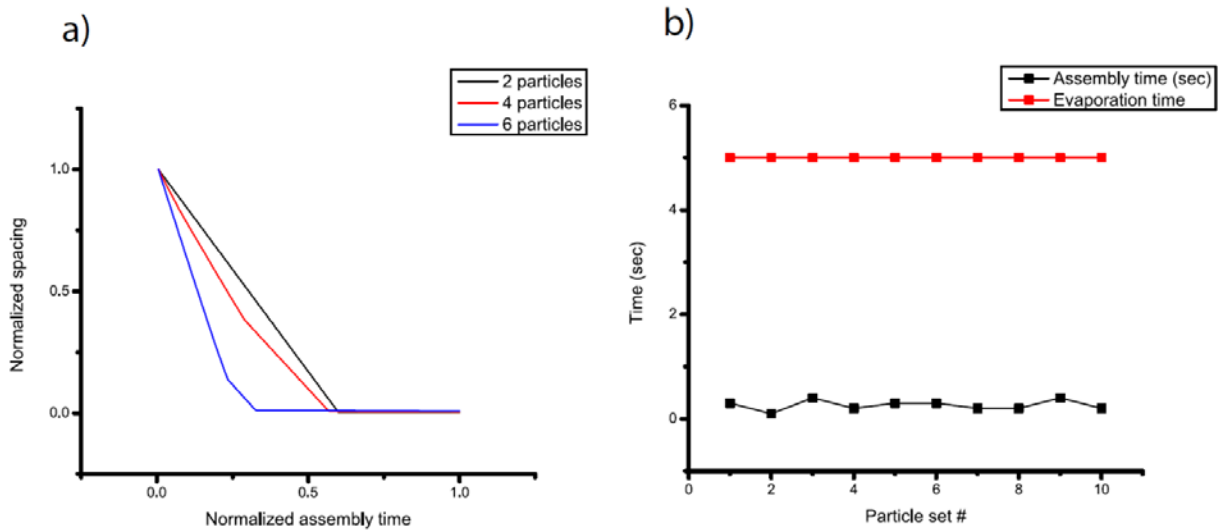 a)
2 particles
4 particles
6 particles
1.0
0.5
0.0
Normalized spacing
0.0 0.5 1.0
Normalized assembly time
b)
Assembly time (sec)
Evaporation time
6
4
2
0
Time (sec)
0 2 4 6 8 10
Particle set #